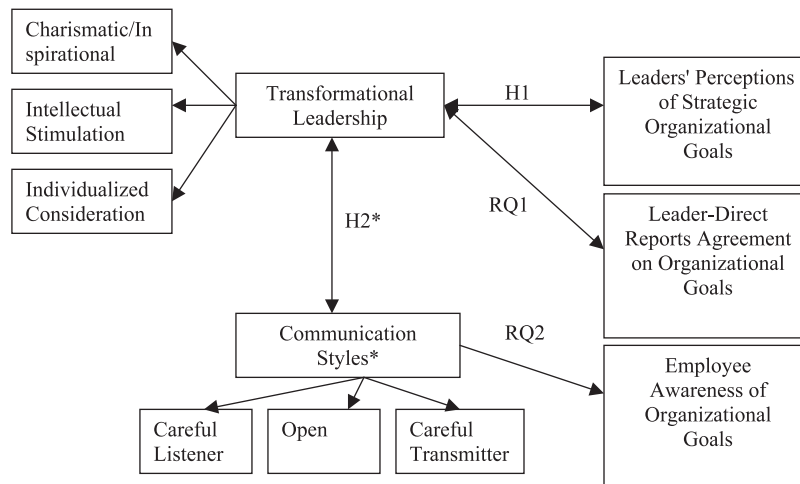 Charismatic/In
spirational
Intellectual
Stimulation
Individualized
Consideration
Transformational
Leadership
H1
Leaders' Perceptions
of Strategic
Organizational
Goals
RQ1
Leader-Direct
Reports Agreement
on Organizational
Goals
H2*
Communication
Styles*
RQ2
Employee
Awareness of
Organizational
Goals
Careful
Listener
Open
Careful
Transmitter